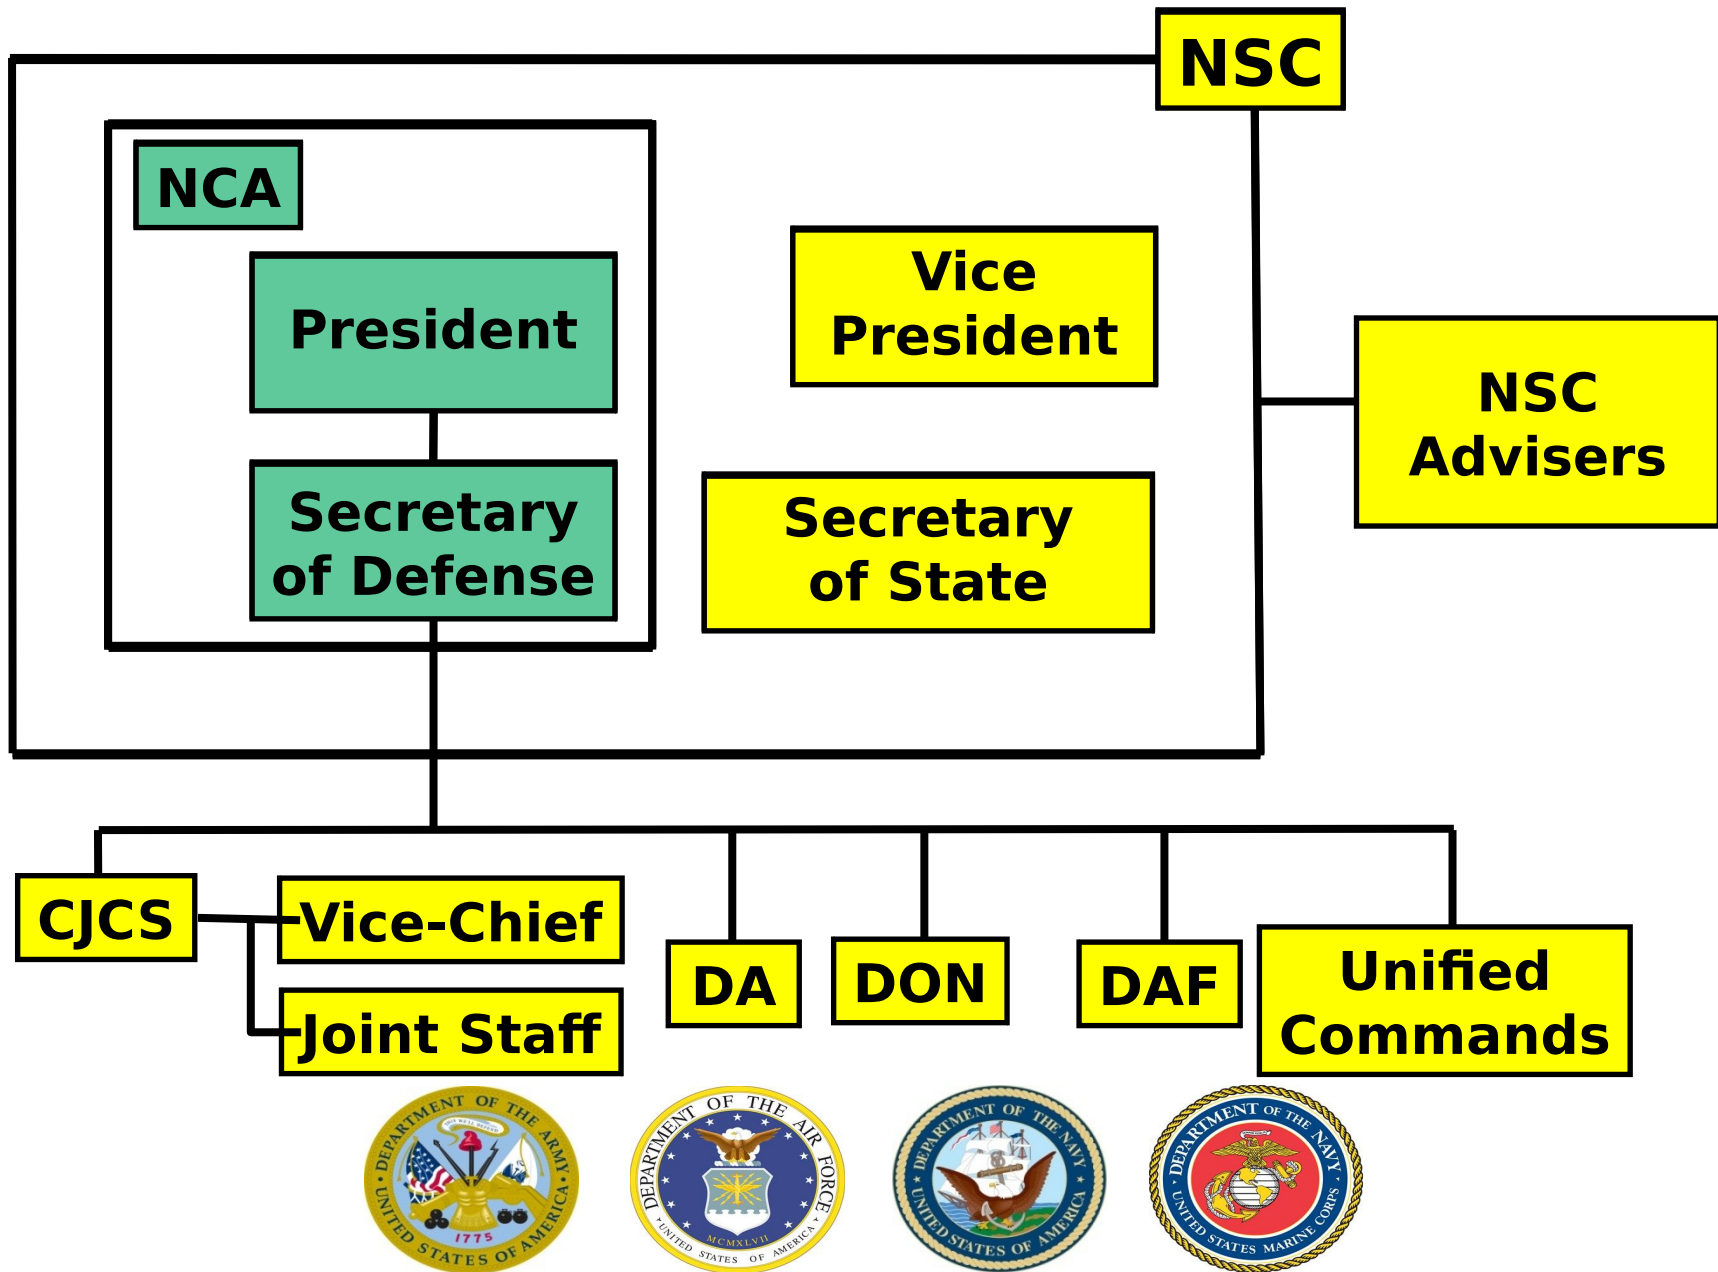 NSC
NCA
President
Vice
President
NSC
Advisers
Secretary
of Defense
Secretary
of State
CJCS
Vice-Chief
Joint Staff
DA
DON
DAF
Unified
Commands
DEPARTMENT OF THE ARMY
UNITED STATES OF AMERICA
1775
DEPARTMENT OF THE AIR FORCE
MCMXLVII
UNITED STATES OF AMERICA
DEPARTMENT OF THE NAVY
UNITED STATES OF AMERICA
DEPARTMENT OF THE NAVY
UNITED STATES MARINE CORPS